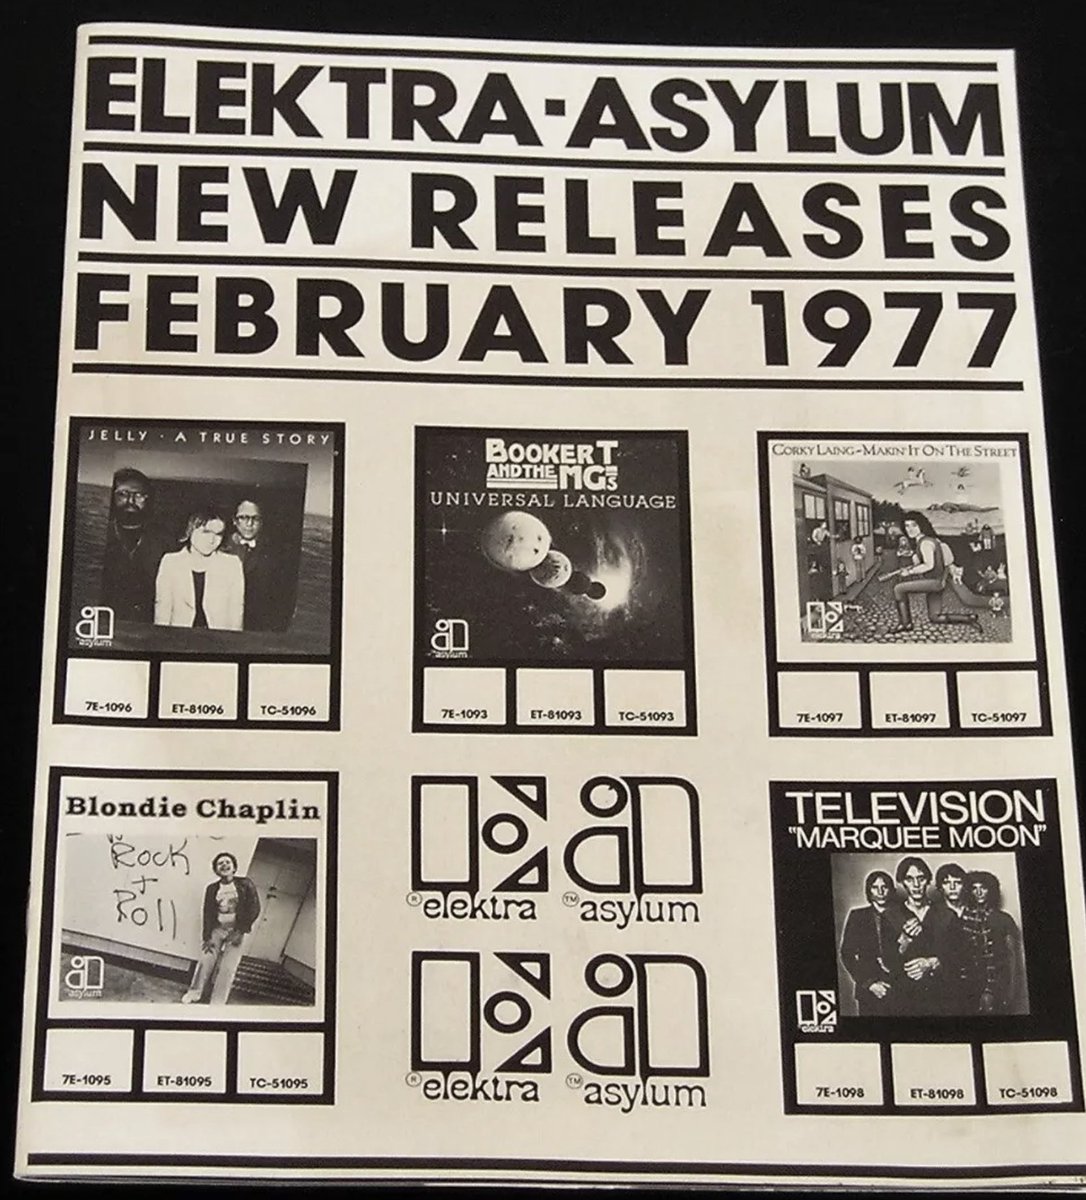 ELEKTRA·ASYLUM
NEW RELEASES
FEBRUARY 1977
JELLY · A TRUE STORY
asylum
7E-1096 ET-81096 TC-51096
BOOKER T
AND THE MG'S
UNIVERSAL LANGUAGE
asylum
7E-1093 ET-81093 TC-51093
CORKY LAING-MAKIN' IT ON THE STREET
elektra
7E-1097 ET-81097 TC-51097
Blondie Chaplin
ROCK
+
Roll
asylum
7E-1095 ET-81095 TC-51095
® elektra ™ asylum
® elektra ™ asylum
TELEVISION
"MARQUEE MOON"
elektra
7E-1098 ET-81098 TC-51098